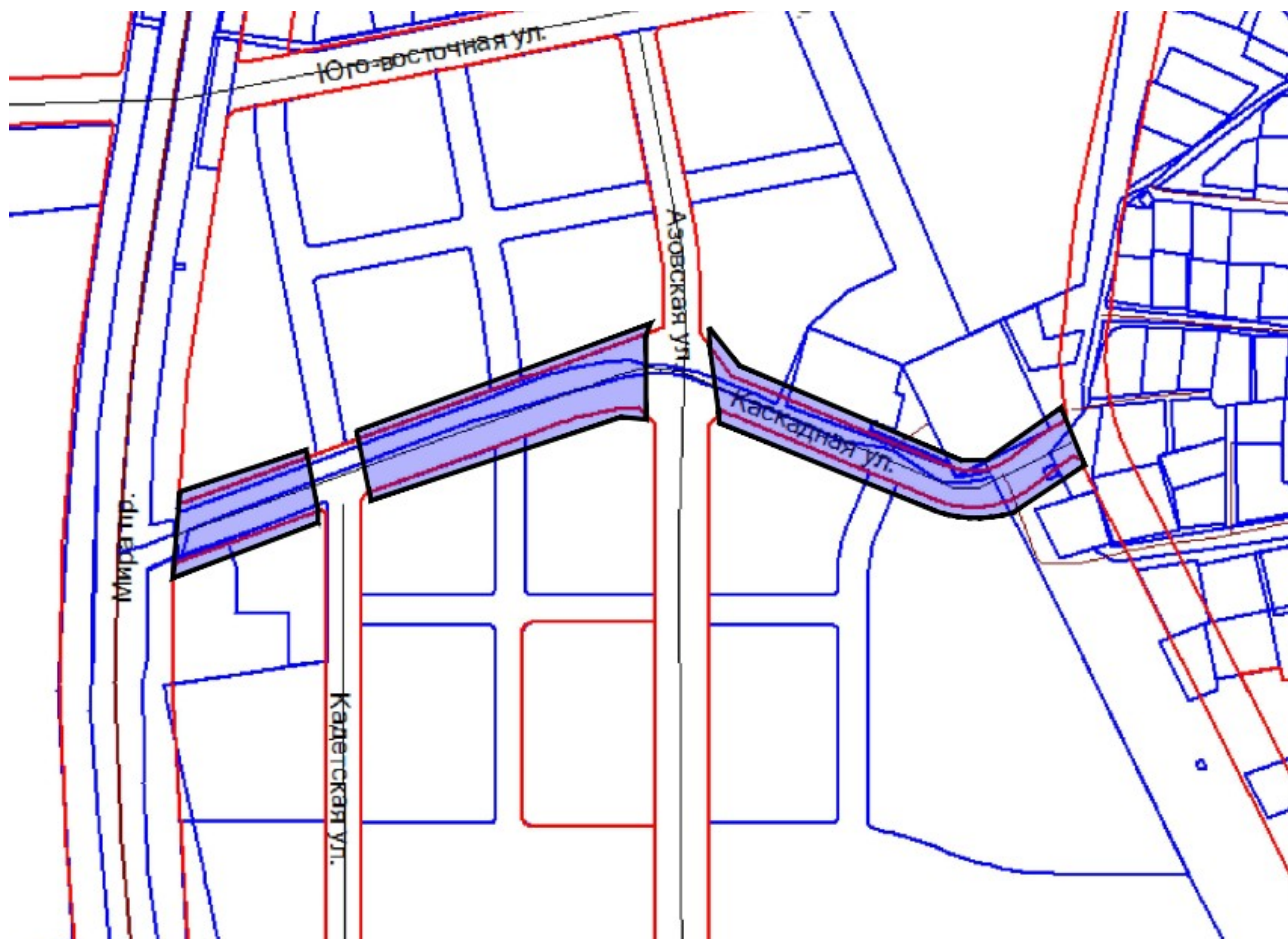 Юго-восточная ул.
Азовская ул.
Каскадная ул.
Мира пр.
Кадетская ул.